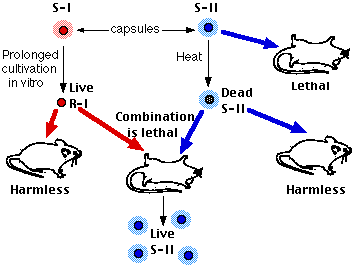 S-I
capsules
S-II
Prolonged
cultivation
in vitro
Heat
Lethal
Live
R-I
Combination
is lethal
Dead
S-II
Harmless
Harmless
Live
S-II